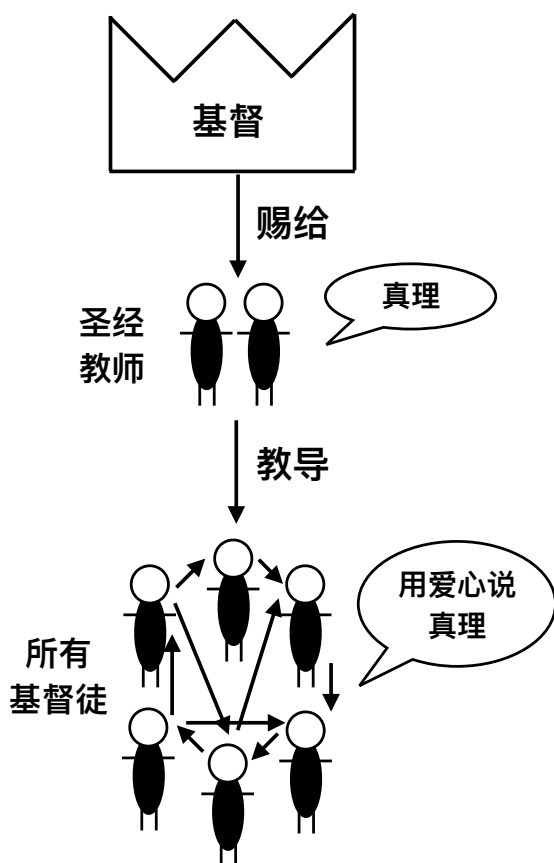 基督
赐给
真理
圣经
教师
教导
用爱心说
真理
所有
基督徒